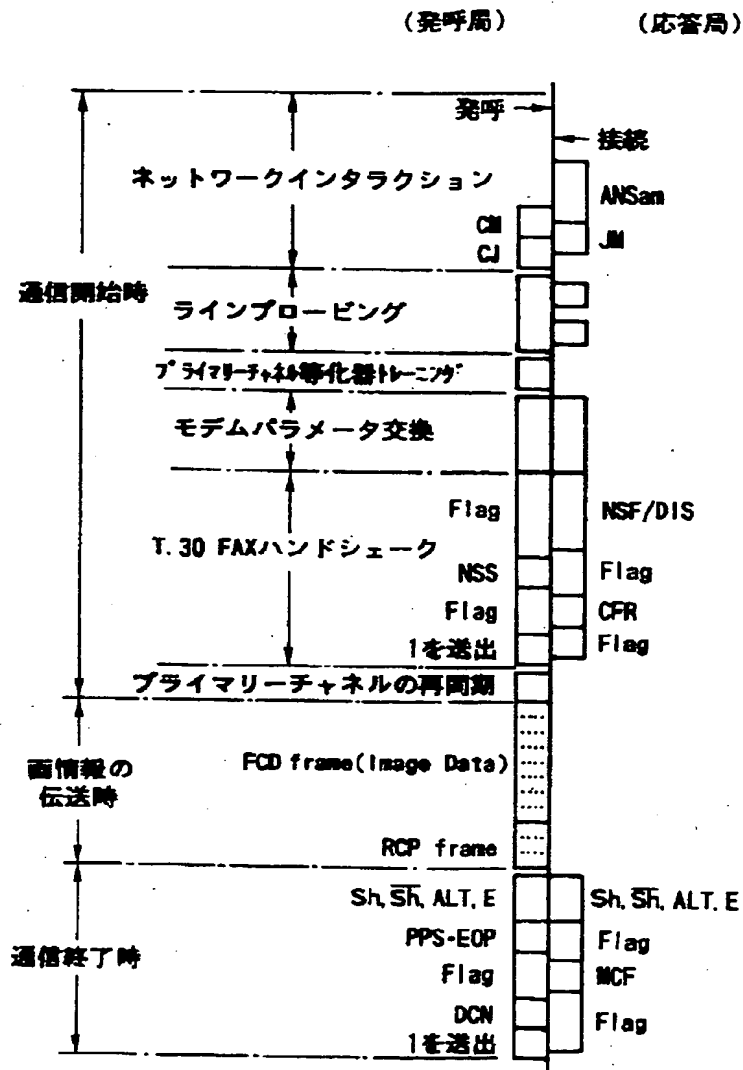 (発呼局) (応答局)
発呼
接続
ネットワークインタラクション
ANSam
CM
JM
CJ
通信開始時
ラインプロービング
プライマリーチャネル等化器トレーニング
モデムパラメータ交換
Flag NSF/DIS
T.30 FAXハンドシェーク
NSS Flag
Flag CFR
1を送出 Flag
プライマリーチャネルの再同期
画情報の
伝送時
FCD frame(Image Data)
RCP frame
Sh, S̅h̅, ALT, E Sh, S̅h̅, ALT, E
PPS-EOP Flag
通信終了時
Flag MCF
DCN Flag
1を送出